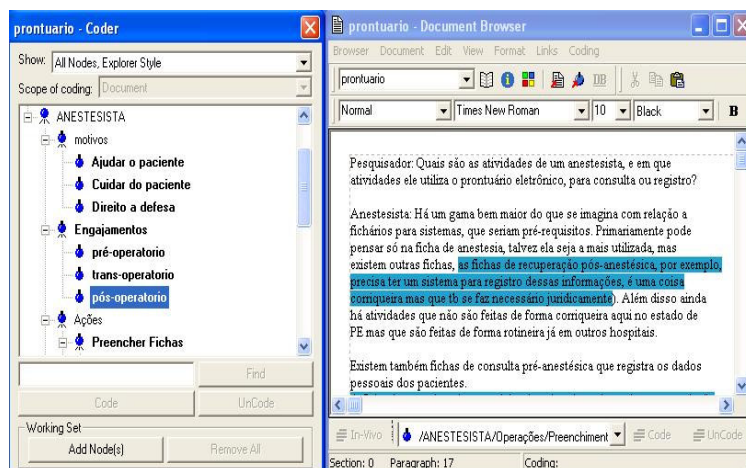 prontuario - Coder
Show: All Nodes, Explorer Style
Scope of coding: Document
ANESTESISTA
motivos
Ajudar o paciente
Cuidar do paciente
Direito a defesa
Engajamentos
pré-operatorio
trans-operatorio
pós-operatorio
Ações
Preencher Fichas
Find
Code UnCode
Working Set
Add Node(s) Remove All
prontuario - Document Browser
Browser Document Edit View Format Links Coding
prontuario DB
Normal Times New Roman 10 Black B
Pesquisador: Quais são as atividades de um anestesista, e em que
atividades ele utiliza o prontuário eletrônico, para consulta ou registro?
Anestesista: Há um gama bem maior do que se imagina com relação a
fichários para sistemas, que seriam pré-requisitos. Primariamente pode
pensar só na ficha de anestesia, talvez ela seja a mais utilizada, mas
existem outras fichas, as fichas de recuperação pós-anestésica, por exemplo,
precisa ter um sistema para registro dessas informações, é uma coisa
corriqueira mas que tb se faz necessário juridicamente). Além disso ainda
há atividades que não são feitas de forma corriqueira aqui no estado de
PE mas que são feitas de forma rotineira já em outros hospitais.
Existem também fichas de consulta pré-anestésica que registra os dados
pessoais dos pacientes.
In-Vivo /ANESTESISTA/Operações/Preenchiment Code UnCode
Section: 0 Paragraph: 17 Coding: